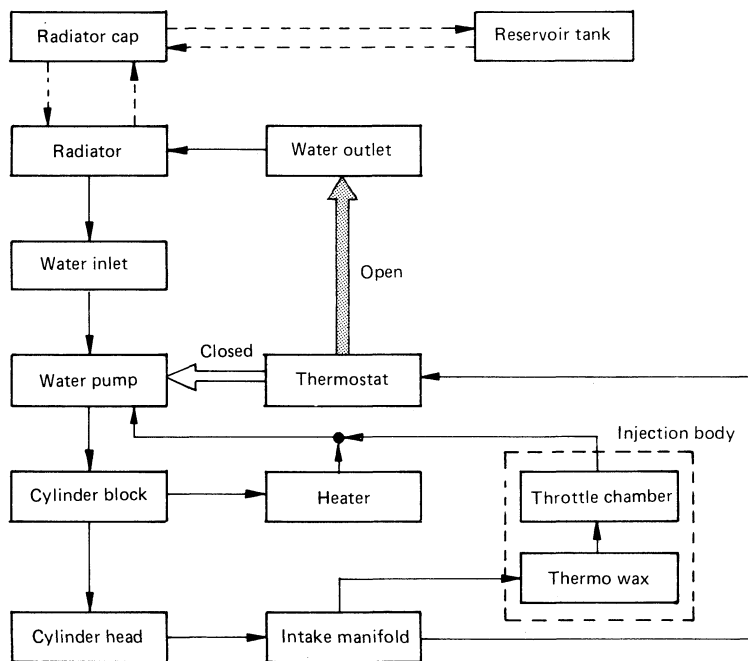 Radiator cap
Reservoir tank
Radiator
Water outlet
Water inlet
Open
Closed
Water pump
Thermostat
Injection body
Cylinder block
Heater
Throttle chamber
Thermo wax
Cylinder head
Intake manifold